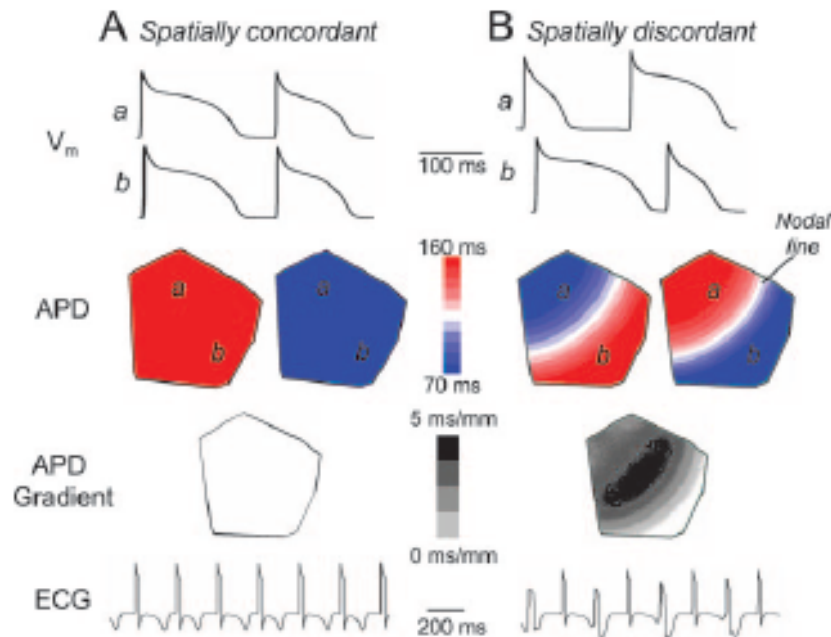 A Spatially concordant
B Spatially discordant
V_m
a
b
a
b
100 ms
APD
a
b
a
b
160 ms
70 ms
a
b
a
b
Nodal
line
APD
Gradient
5 ms/mm
0 ms/mm
ECG
200 ms